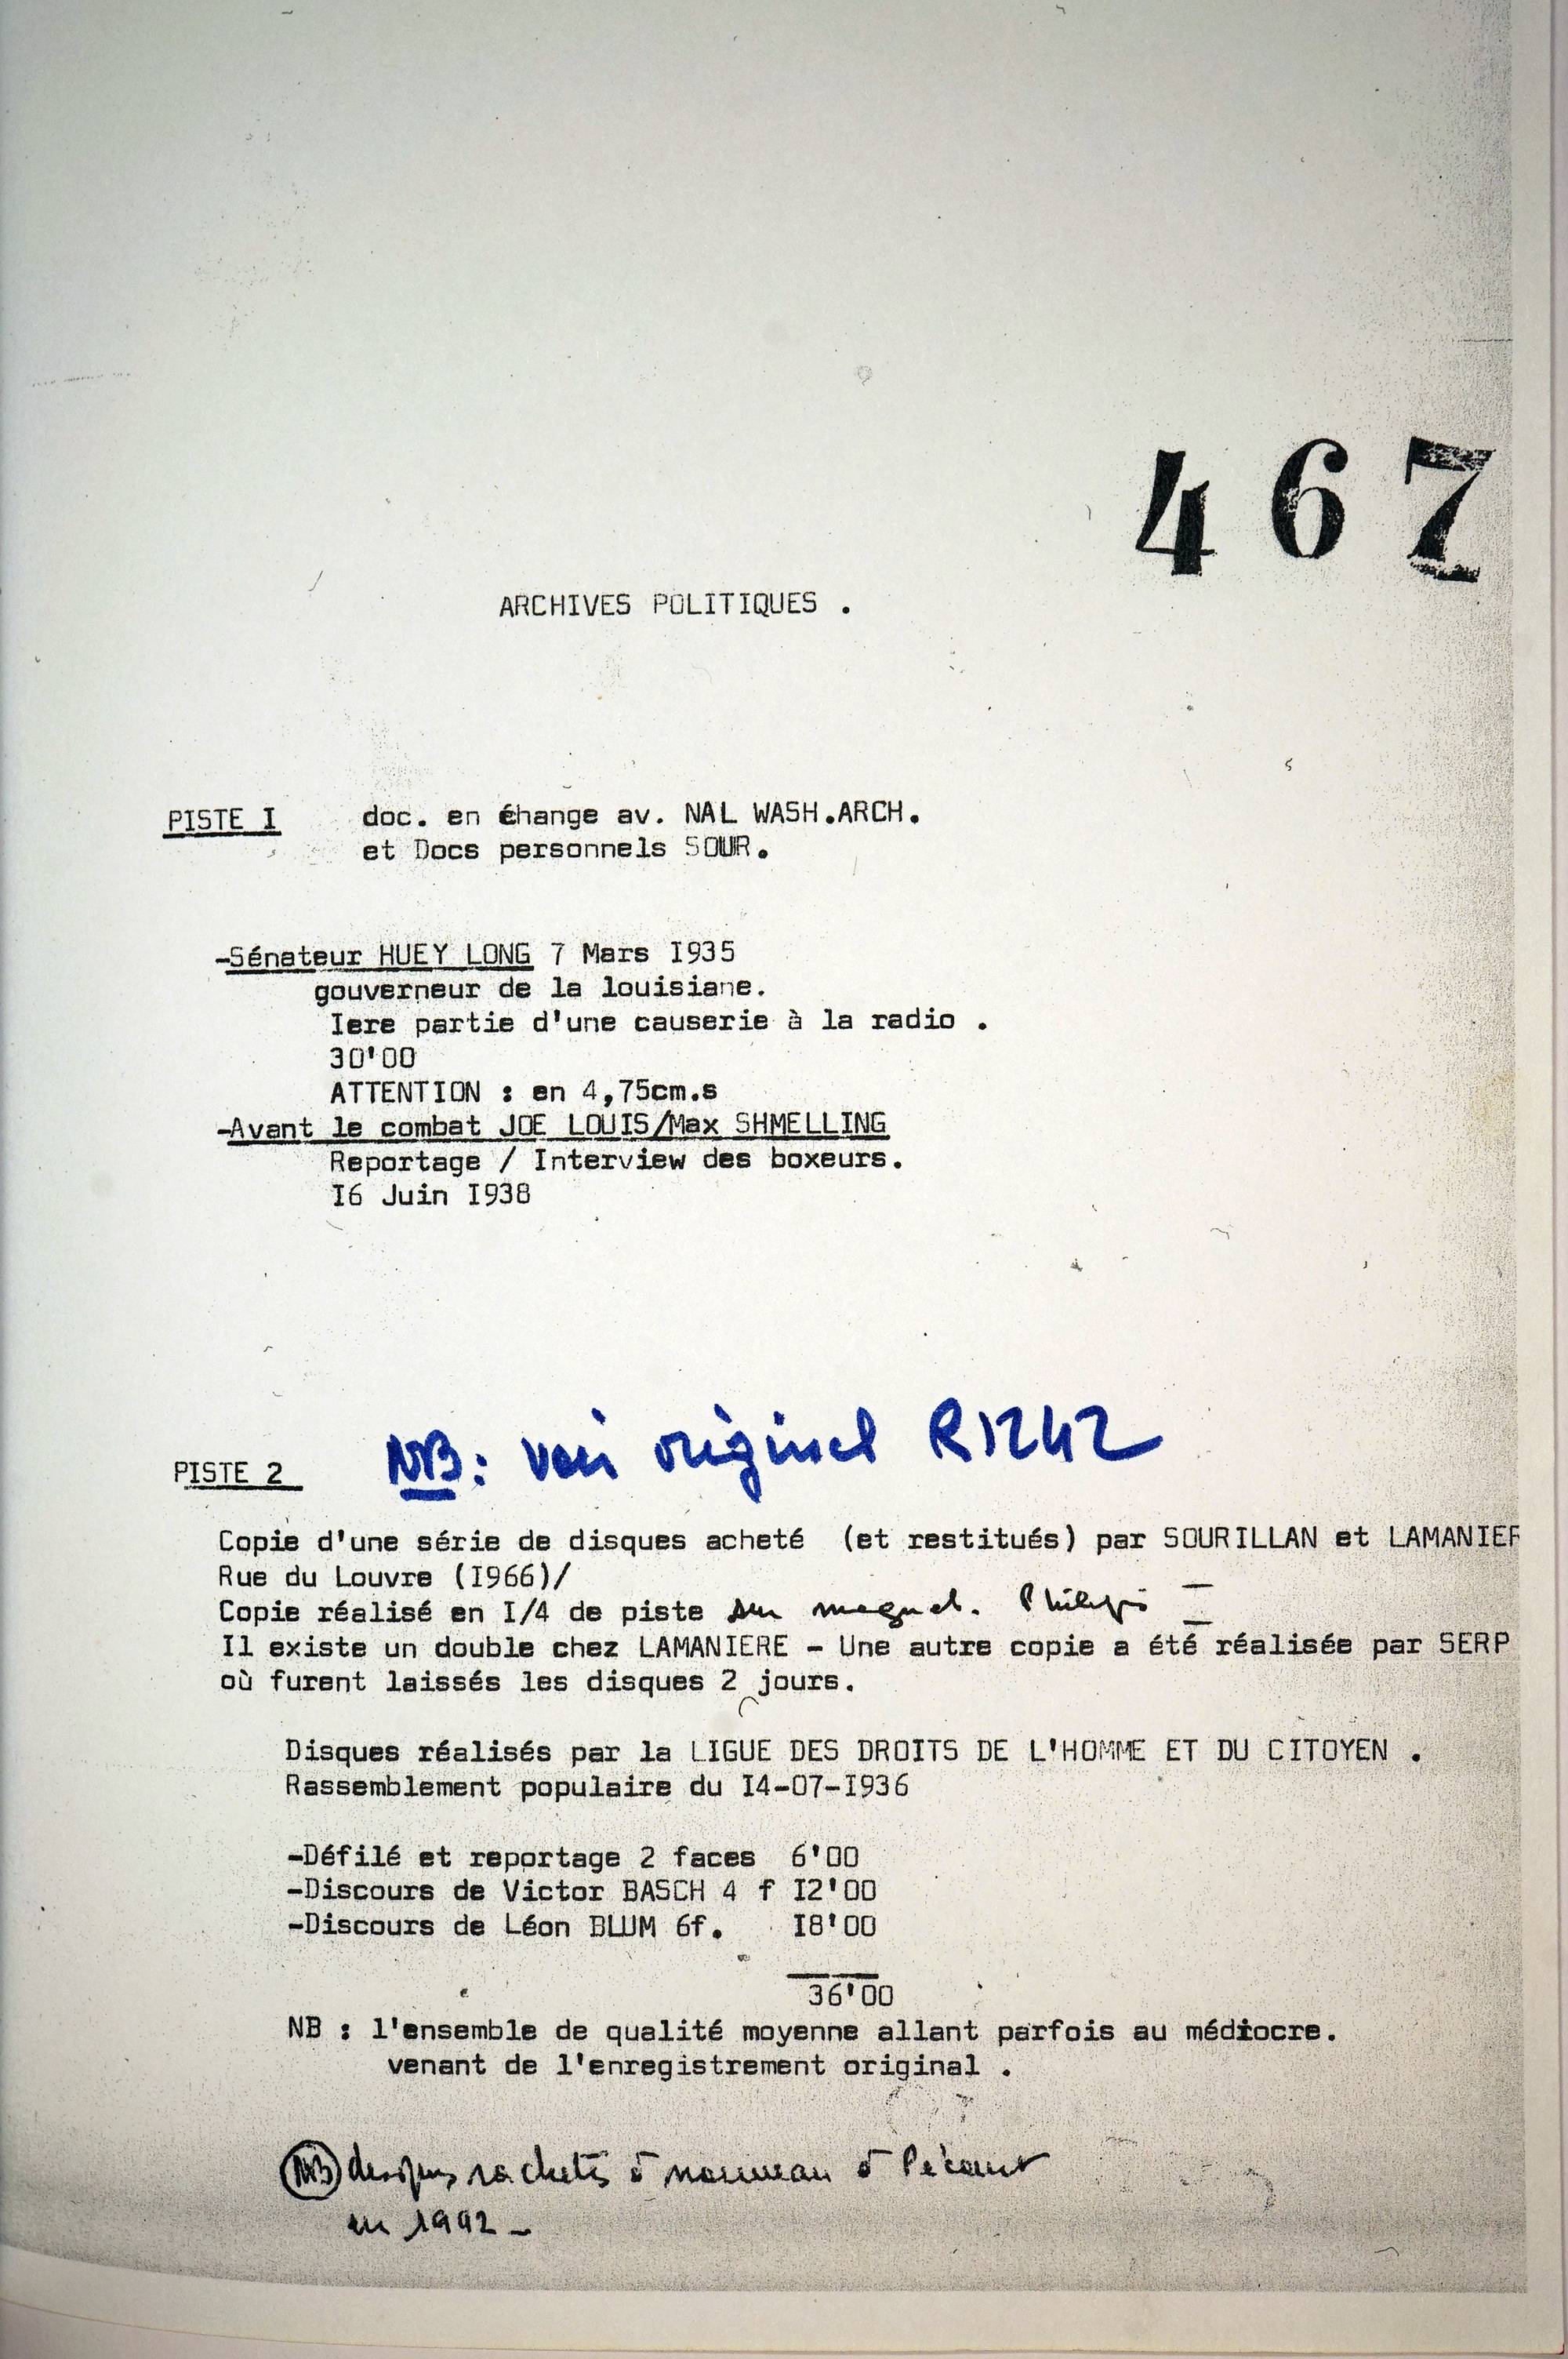 467
ARCHIVES POLITIQUES .
PISTE I doc. en éhange av. NAL WASH.ARCH.
et Docs personnels SOUR.
-Sénateur HUEY LONG 7 Mars I935
gouverneur de la louisiane.
Iere partie d'une causerie à la radio .
30'00
ATTENTION : en 4,75cm.s
-Avant le combat JOE LOUIS/Max SHMELLING
Reportage / Interview des boxeurs.
I6 Juin I938
NB: voir original R1242
PISTE 2
Copie d'une série de disques acheté (et restitués) par SOURILLAN et LAMANIER
Rue du Louvre (I966)/
Copie réalisé en I/4 de piste sur magnet. Philips
Il existe un double chez LAMANIERE - Une autre copie a été réalisée par SERP
où furent laissés les disques 2 jours.
Disques réalisés par la LIGUE DES DROITS DE L'HOMME ET DU CITOYEN .
Rassemblement populaire du I4-07-I936
-Défilé et reportage 2 faces 6'00
-Discours de Victor BASCH 4 f I2'00
-Discours de Léon BLUM 6f. I8'00
36'00
NB : l'ensemble de qualité moyenne allant parfois au médiocre.
venant de l'enregistrement original .
NB disques rachetés à nouveau à
en 1992 -